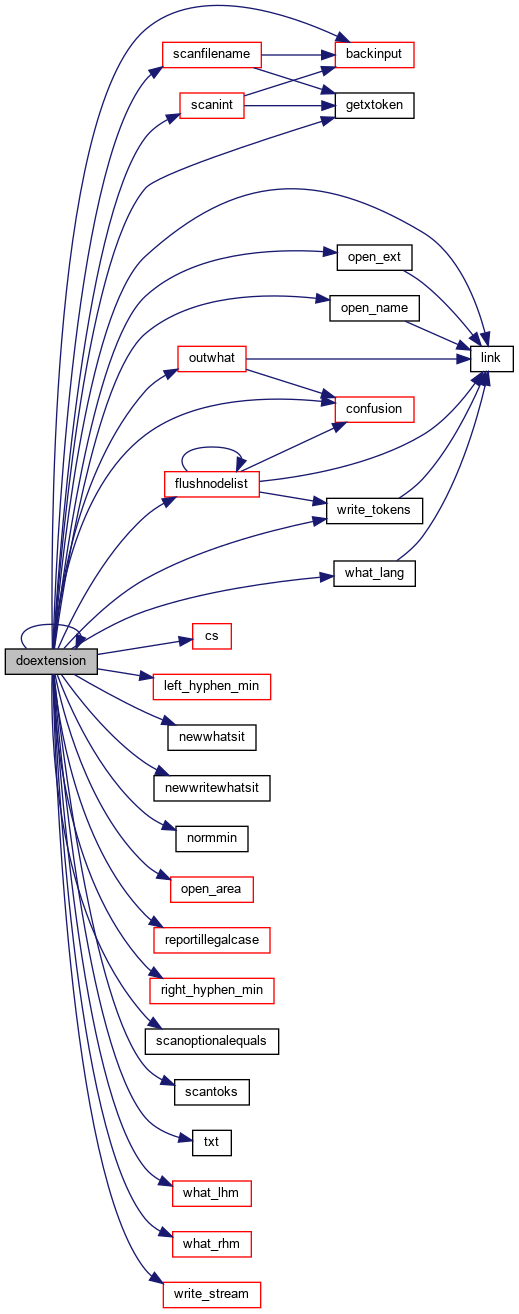 scanfilename
backinput
scanint
getxtoken
open_ext
open_name
outwhat
link
confusion
flushnodelist
write_tokens
what_lang
cs
doextension
left_hyphen_min
newwhatsit
newwritewhatsit
normmin
open_area
reportillegalcase
right_hyphen_min
scanoptionalequals
scantoks
txt
what_lhm
what_rhm
write_stream